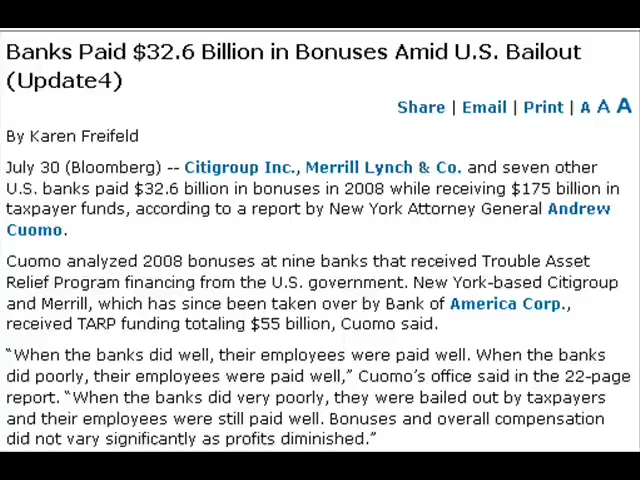 Banks Paid $32.6 Billion in Bonuses Amid U.S. Bailout
(Update4)
Share | Email | Print | A A A
By Karen Freifeld
July 30 (Bloomberg) -- Citigroup Inc., Merrill Lynch & Co. and seven other
U.S. banks paid $32.6 billion in bonuses in 2008 while receiving $175 billion in
taxpayer funds, according to a report by New York Attorney General Andrew
Cuomo.
Cuomo analyzed 2008 bonuses at nine banks that received Trouble Asset
Relief Program financing from the U.S. government. New York-based Citigroup
and Merrill, which has since been taken over by Bank of America Corp.,
received TARP funding totaling $55 billion, Cuomo said.
“When the banks did well, their employees were paid well. When the banks
did poorly, their employees were paid well,” Cuomo’s office said in the 22-page
report. “When the banks did very poorly, they were bailed out by taxpayers
and their employees were still paid well. Bonuses and overall compensation
did not vary significantly as profits diminished.”